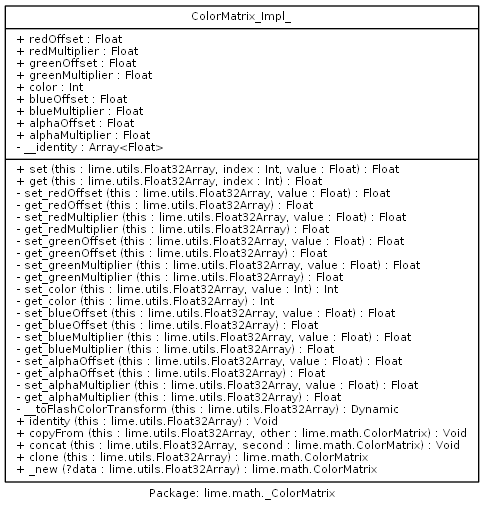 ColorMatrix_Impl_
+ redOffset : Float
+ redMultiplier : Float
+ greenOffset : Float
+ greenMultiplier : Float
+ color : Int
+ blueOffset : Float
+ blueMultiplier : Float
+ alphaOffset : Float
+ alphaMultiplier : Float
- __identity : Array<Float>
+ set (this : lime.utils.Float32Array, index : Int, value : Float) : Float
+ get (this : lime.utils.Float32Array, index : Int) : Float
- set_redOffset (this : lime.utils.Float32Array, value : Float) : Float
- get_redOffset (this : lime.utils.Float32Array) : Float
- set_redMultiplier (this : lime.utils.Float32Array, value : Float) : Float
- get_redMultiplier (this : lime.utils.Float32Array) : Float
- set_greenOffset (this : lime.utils.Float32Array, value : Float) : Float
- get_greenOffset (this : lime.utils.Float32Array) : Float
- set_greenMultiplier (this : lime.utils.Float32Array, value : Float) : Float
- get_greenMultiplier (this : lime.utils.Float32Array) : Float
- set_color (this : lime.utils.Float32Array, value : Int) : Int
- get_color (this : lime.utils.Float32Array) : Int
- set_blueOffset (this : lime.utils.Float32Array, value : Float) : Float
- get_blueOffset (this : lime.utils.Float32Array) : Float
- set_blueMultiplier (this : lime.utils.Float32Array, value : Float) : Float
- get_blueMultiplier (this : lime.utils.Float32Array) : Float
- set_alphaOffset (this : lime.utils.Float32Array, value : Float) : Float
- get_alphaOffset (this : lime.utils.Float32Array) : Float
- set_alphaMultiplier (this : lime.utils.Float32Array, value : Float) : Float
- get_alphaMultiplier (this : lime.utils.Float32Array) : Float
- __toFlashColorTransform (this : lime.utils.Float32Array) : Dynamic
+ identity (this : lime.utils.Float32Array) : Void
+ copyFrom (this : lime.utils.Float32Array, other : lime.math.ColorMatrix) : Void
+ concat (this : lime.utils.Float32Array, second : lime.math.ColorMatrix) : Void
+ clone (this : lime.utils.Float32Array) : lime.math.ColorMatrix
+ _new (?data : lime.utils.Float32Array) : lime.math.ColorMatrix
Package: lime.math._ColorMatrix